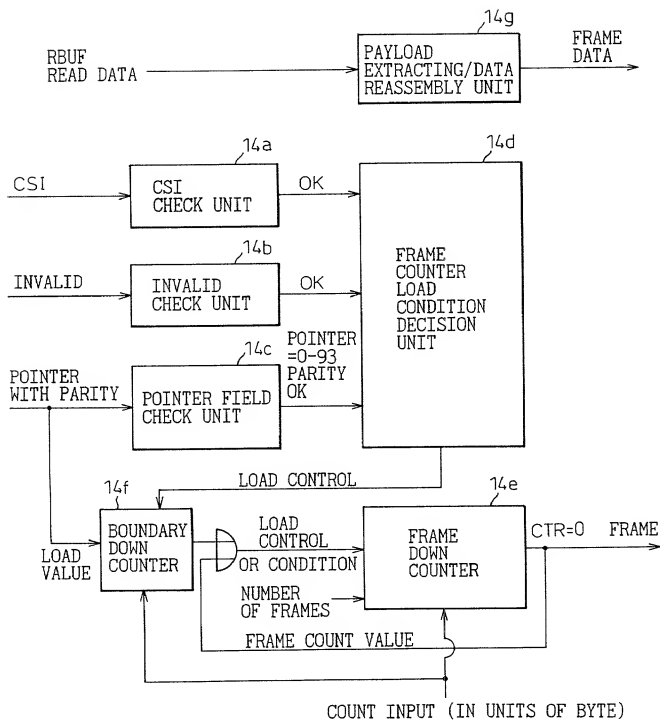 14g
RBUF
READ DATA
PAYLOAD
EXTRACTING/DATA
REASSEMBLY UNIT
FRAME
DATA
14a
14d
CSI
CSI
CHECK UNIT
OK
14b
INVALID
INVALID
CHECK UNIT
OK
FRAME
COUNTER
LOAD
CONDITION
DECISION
UNIT
14c
POINTER
=0-93
PARITY
OK
POINTER
WITH PARITY
POINTER FIELD
CHECK UNIT
LOAD CONTROL
14f
14e
BOUNDARY
DOWN
COUNTER
LOAD
VALUE
LOAD
CONTROL
OR CONDITION
FRAME
DOWN
COUNTER
CTR=0
FRAME
NUMBER
OF FRAMES
FRAME COUNT VALUE
COUNT INPUT (IN UNITS OF BYTE)